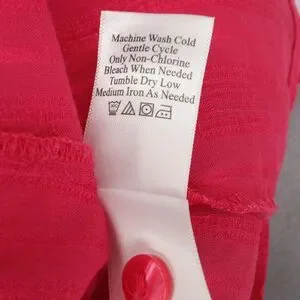 Machine Wash Cold
Gentle Cycle
Only Non-Chlorine
Bleach When Needed
Tumble Dry Low
Medium Iron As Needed